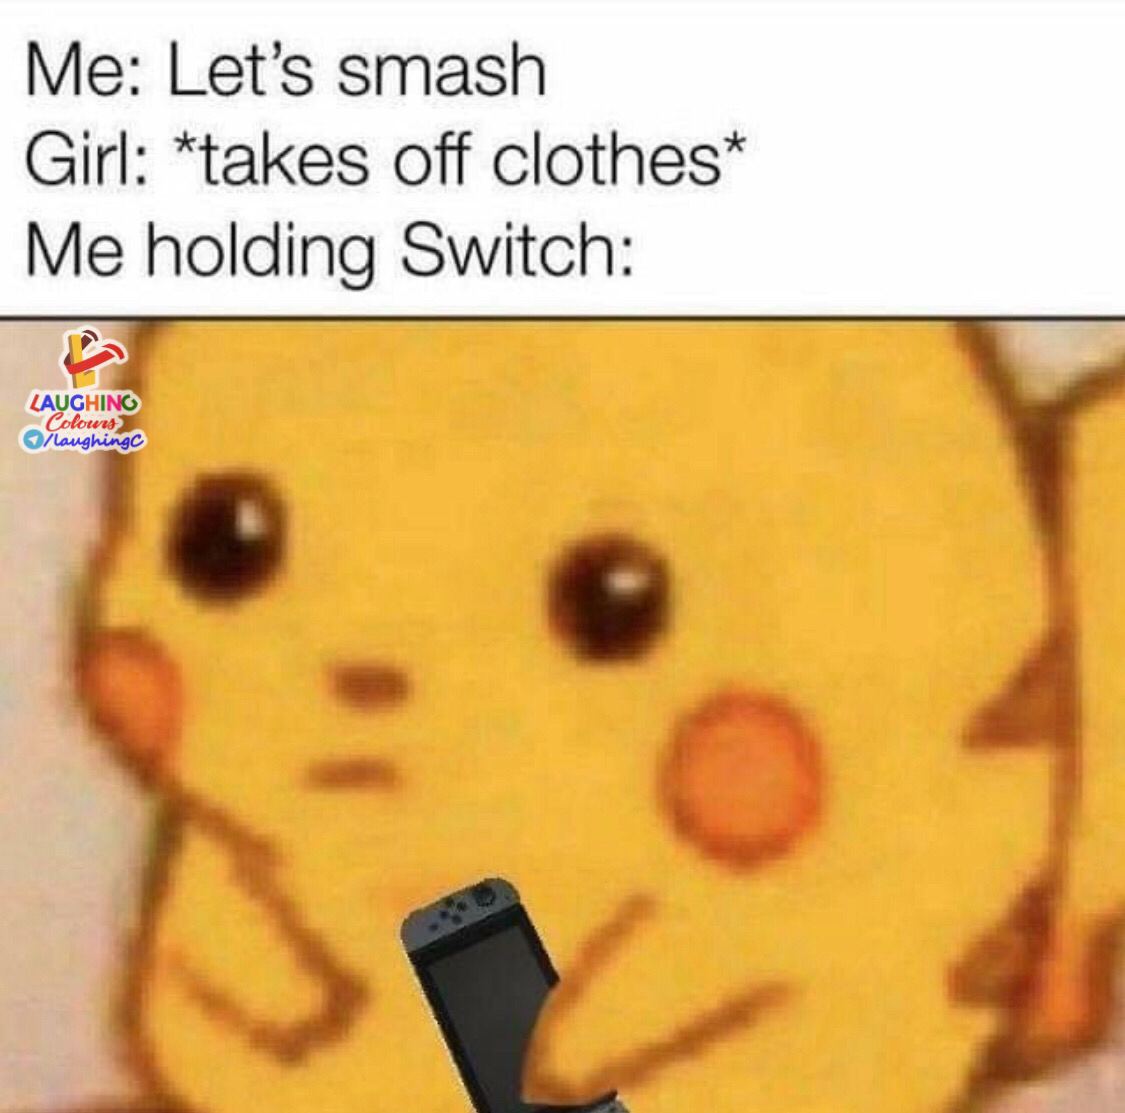 Me: Let's smash
Girl: *takes off clothes*
Me holding Switch:
LAUGHING
Colours
/laughingC